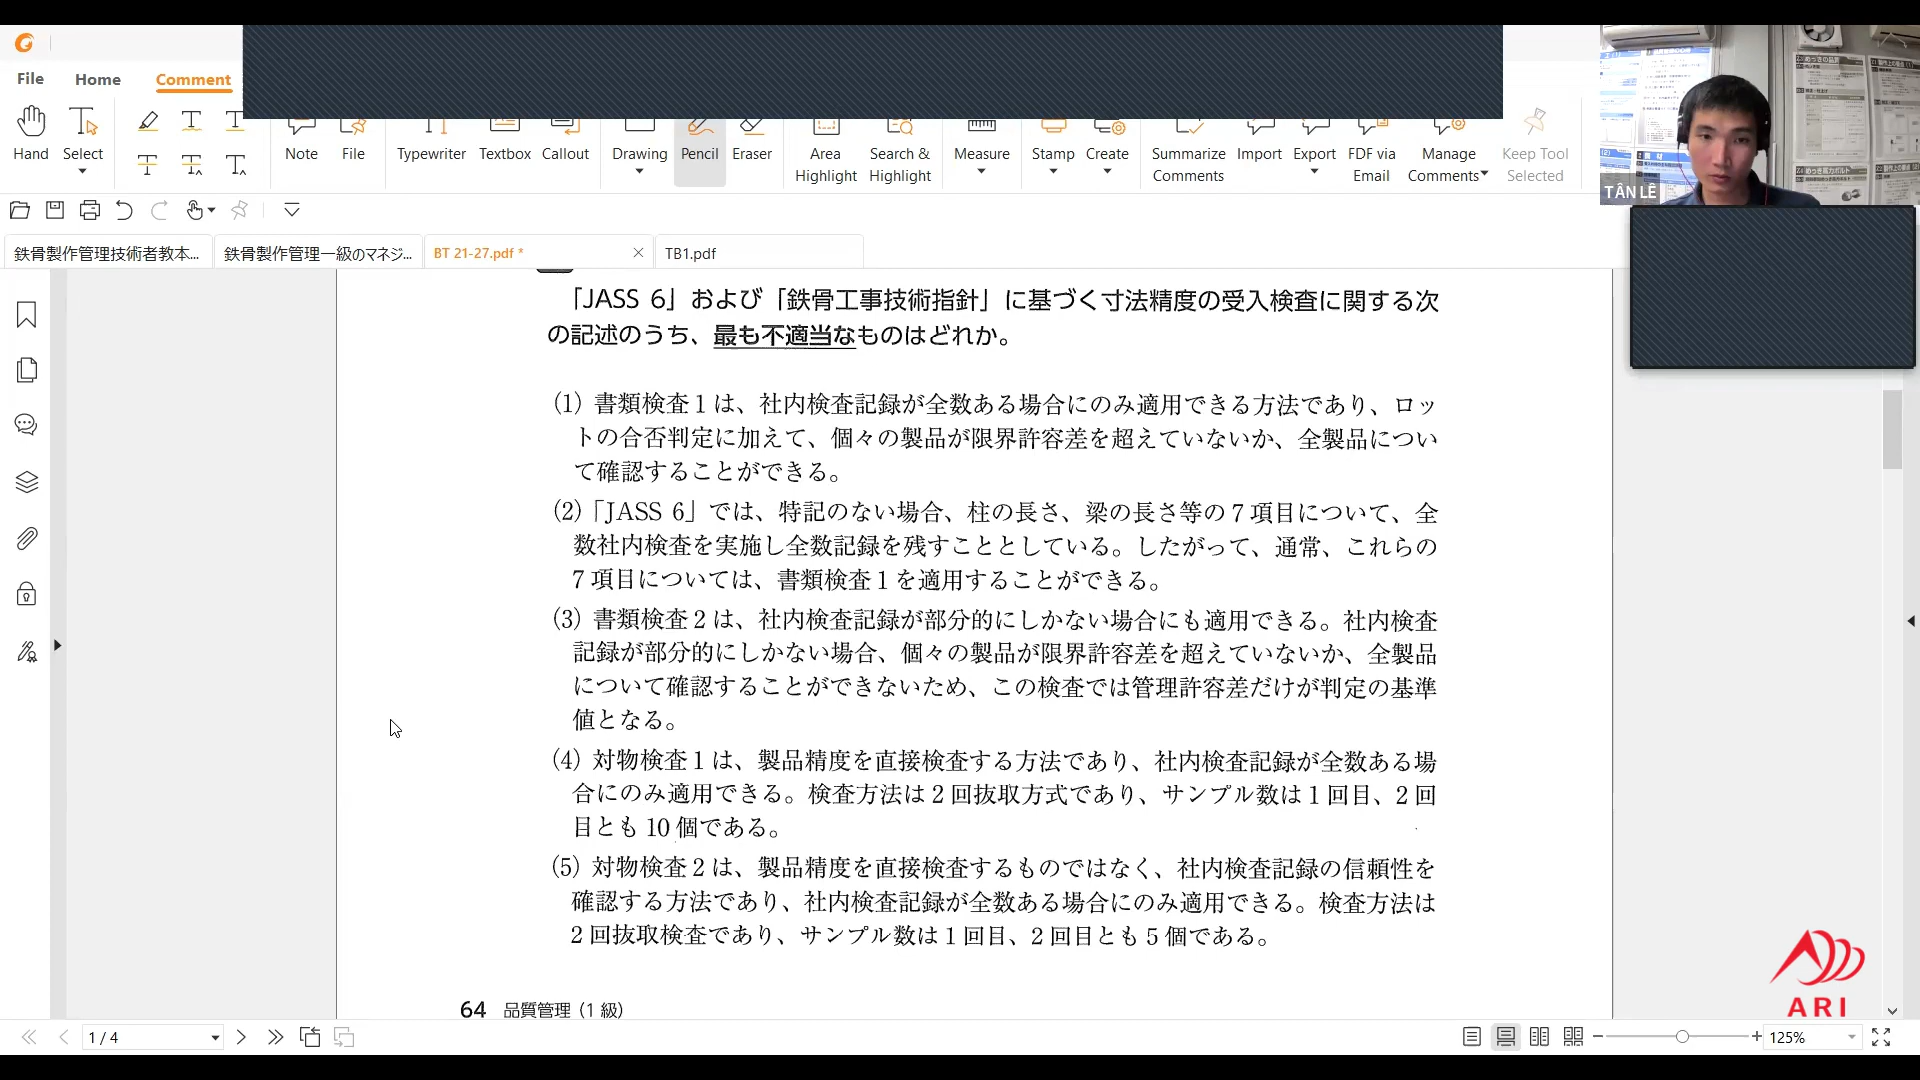 File Home Comment
Hand Select Note File Typewriter Textbox Callout Drawing Pencil Eraser Area Highlight Search & Highlight Measure Stamp Create Summarize Comments Import Export FDF via Email Manage Comments Keep Tool Selected
TÂN LÊ
鉄骨製作管理技術者教本... 鉄骨製作管理一級のマネジ... BT 21-27.pdf * TB1.pdf
「JASS 6」および「鉄骨工事技術指針」に基づく寸法精度の受入検査に関する次
の記述のうち、最も不適当なものはどれか。
(1) 書類検査1は、社内検査記録が全数ある場合にのみ適用できる方法であり、ロッ
トの合否判定に加えて、個々の製品が限界許容差を超えていないか、全製品につい
て確認することができる。
(2)「JASS 6」では、特記のない場合、柱の長さ、梁の長さ等の7項目について、全
数社内検査を実施し全数記録を残すこととしている。したがって、通常、これらの
7項目については、書類検査1を適用することができる。
(3) 書類検査2は、社内検査記録が部分的にしかない場合にも適用できる。社内検査
記録が部分的にしかない場合、個々の製品が限界許容差を超えていないか、全製品
について確認することができないため、この検査では管理許容差だけが判定の基準
値となる。
(4) 対物検査1は、製品精度を直接検査する方法であり、社内検査記録が全数ある場
合にのみ適用できる。検査方法は2回抜取方式であり、サンプル数は1回目、2回
目とも10個である。
(5) 対物検査2は、製品精度を直接検査するものではなく、社内検査記録の信頼性を
確認する方法であり、社内検査記録が全数ある場合にのみ適用できる。検査方法は
2回抜取検査であり、サンプル数は1回目、2回目とも5個である。
64 品質管理（1級）
ARI
1 / 4
125%